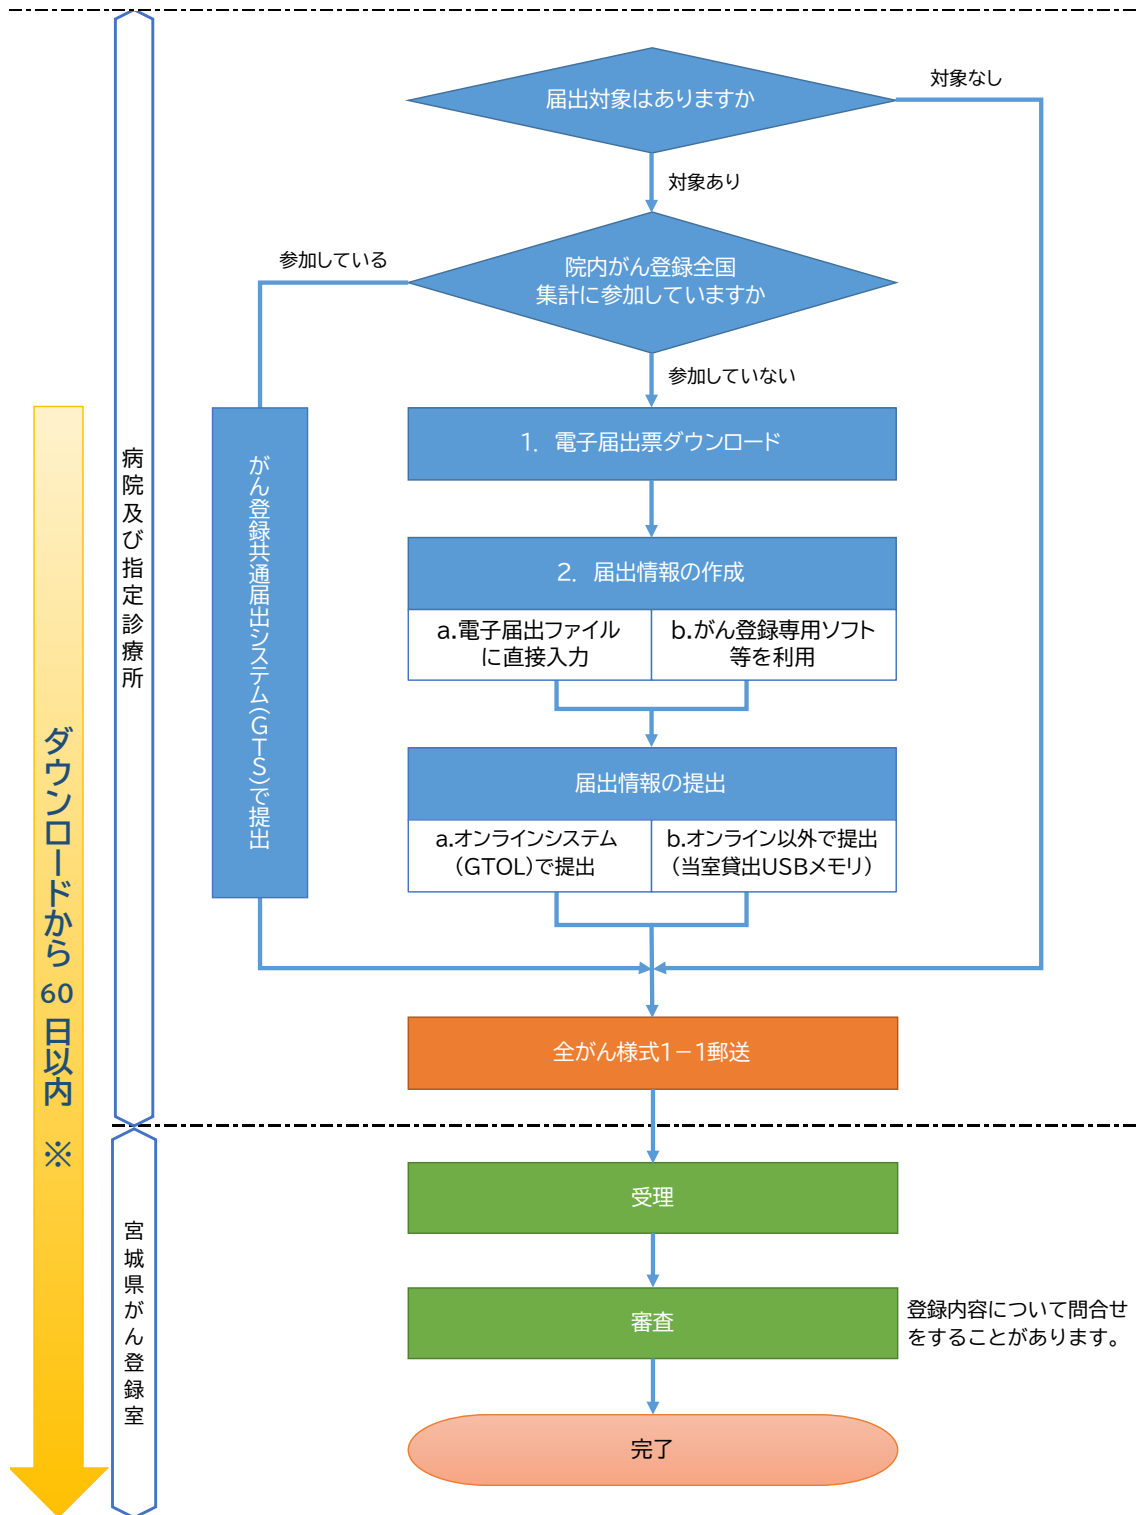 届出対象はありますか
対象なし
対象あり
院内がん登録全国
集計に参加していますか
参加している
参加していない
1. 電子届出票ダウンロード
がん登録共通届出システム(GTS)で提出
2. 届出情報の作成
a.電子届出ファイル
に直接入力
b.がん登録専用ソフト
等を利用
届出情報の提出
a.オンラインシステム
(GTOL)で提出
b.オンライン以外で提出
(当室貸出USBメモリ)
全がん様式1-1郵送
受理
審査
登録内容について問合せ
をすることがあります。
完了
病院及び指定診療所
宮城県がん登録室
ダウンロードから60日以内 ※